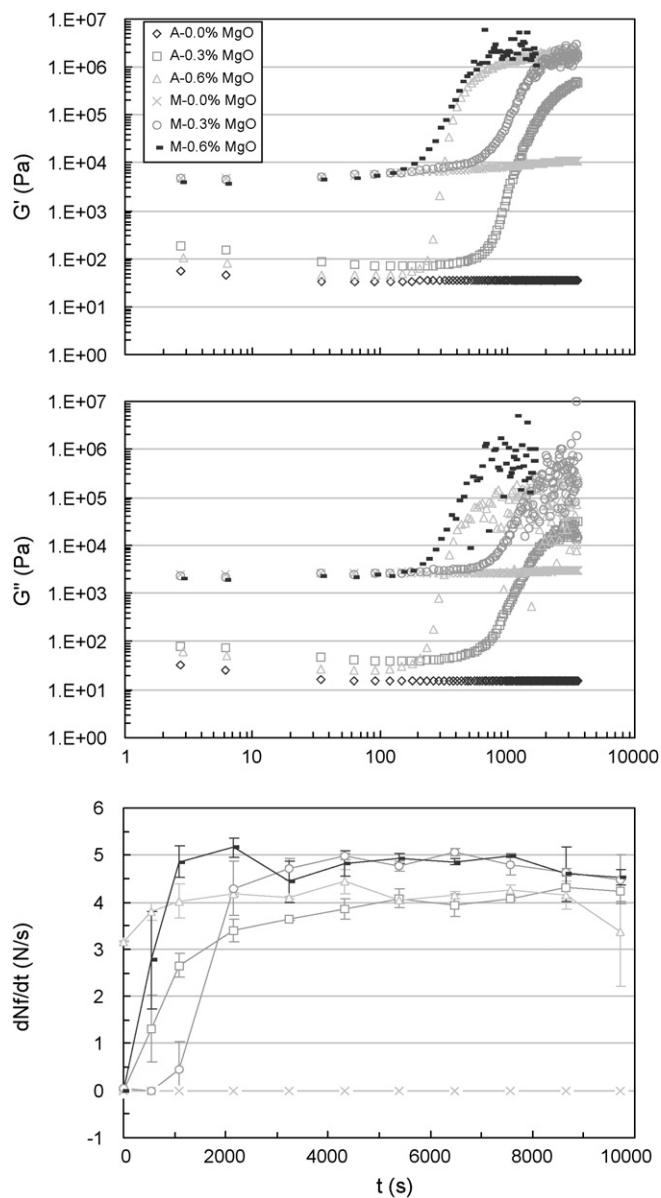 1.E+07
1.E+06
1.E+05
1.E+04
1.E+03
1.E+02
1.E+01
1.E+00
G' (Pa)
A-0.0% MgO
A-0.3% MgO
A-0.6% MgO
M-0.0% MgO
M-0.3% MgO
M-0.6% MgO
1.E+07
1.E+06
1.E+05
1.E+04
1.E+03
1.E+02
1.E+01
1.E+00
G'' (Pa)
1 10 100 1000 10000
6
5
4
3
2
1
0
-1
dNf/dt (N/s)
0 2000 4000 6000 8000 10000
t (s)